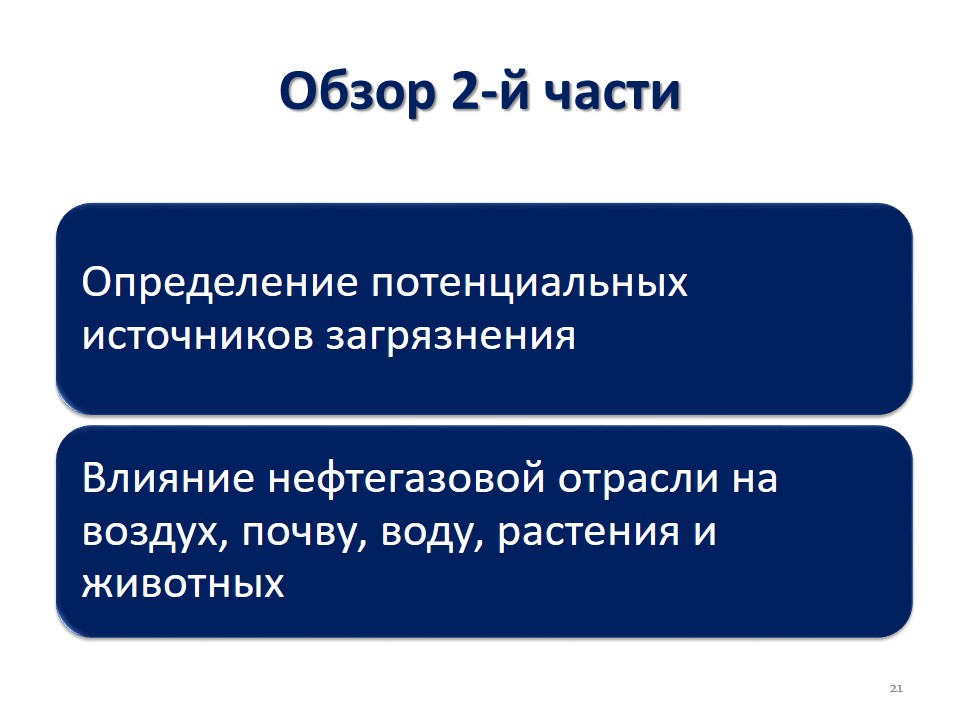 Обзор 2-й части
Определение потенциальных
источников загрязнения
Влияние нефтегазовой отрасли на
воздух, почву, воду, растения и
животных
21